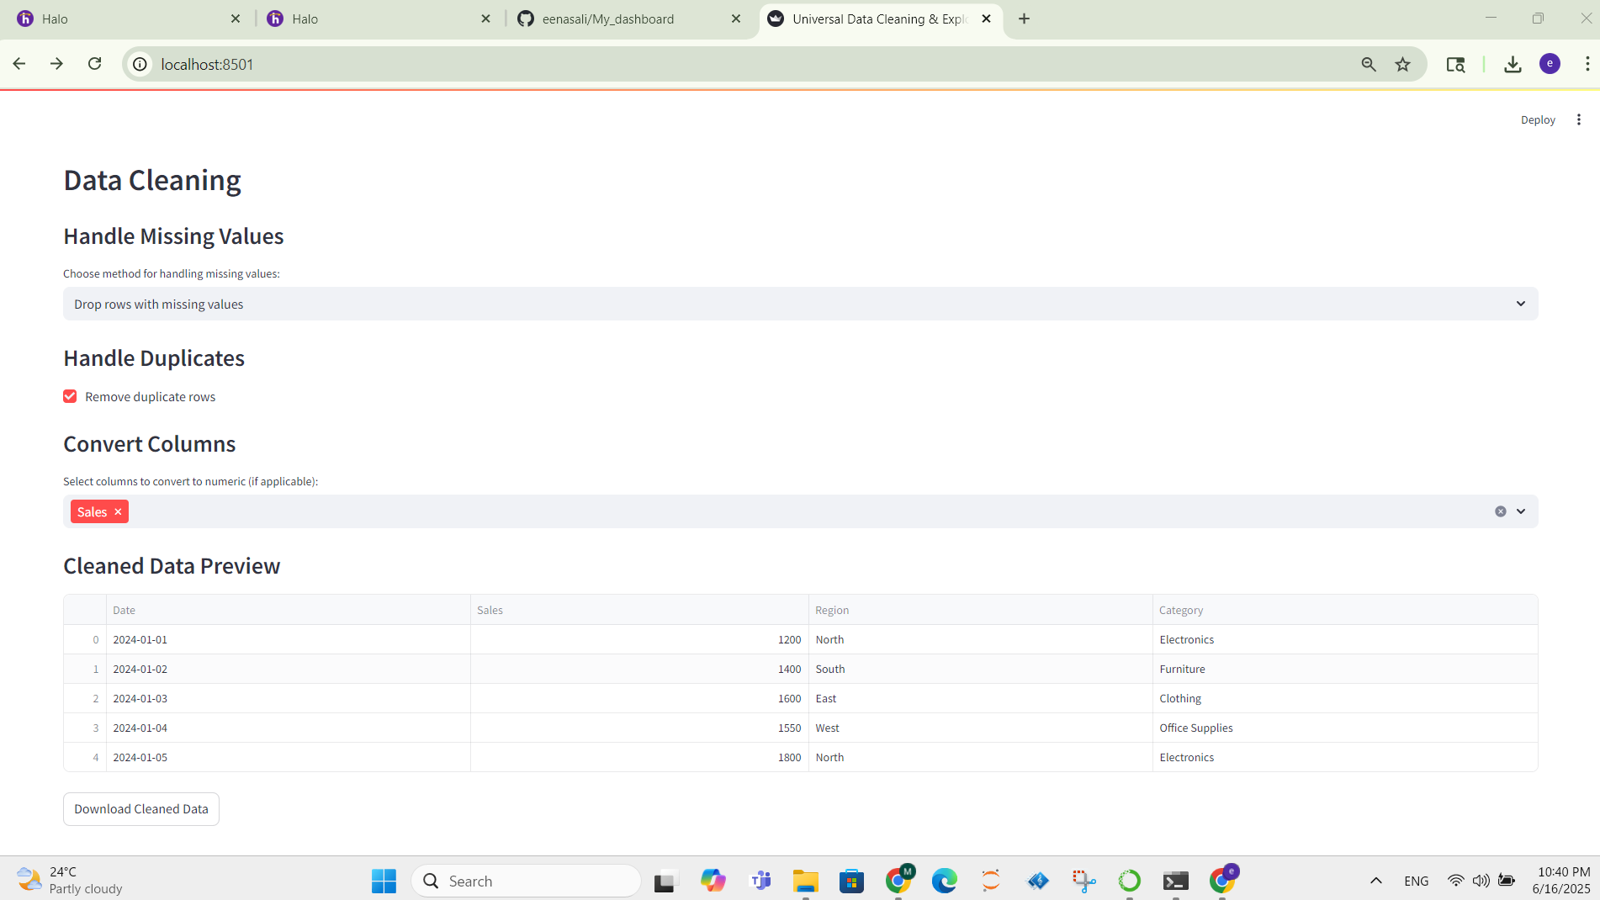 Halo
Halo
eenasali/My_dashboard
Universal Data Cleaning & Explo
localhost:8501
e
Deploy
Data Cleaning
Handle Missing Values
Choose method for handling missing values:
Drop rows with missing values
Handle Duplicates
Remove duplicate rows
Convert Columns
Select columns to convert to numeric (if applicable):
Sales
Cleaned Data Preview
Date Sales Region Category
0 2024-01-01 1200 North Electronics
1 2024-01-02 1400 South Furniture
2 2024-01-03 1600 East Clothing
3 2024-01-04 1550 West Office Supplies
4 2024-01-05 1800 North Electronics
Download Cleaned Data
24°C
Partly cloudy
Search
M
e
ENG
10:40 PM
6/16/2025